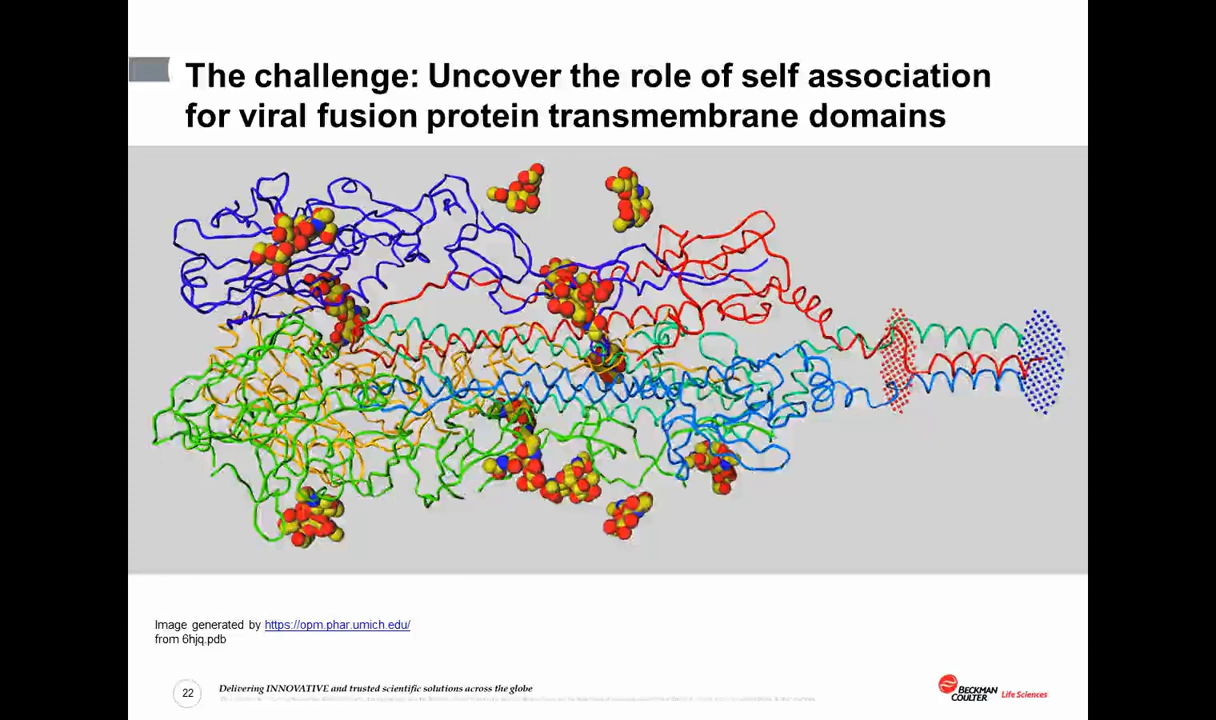 The challenge: Uncover the role of self association
for viral fusion protein transmembrane domains
Image generated by https://opm.phar.umich.edu/
from 6hjq.pdb
22
Delivering INNOVATIVE and trusted scientific solutions across the globe
BECKMAN
COULTER
Life Sciences